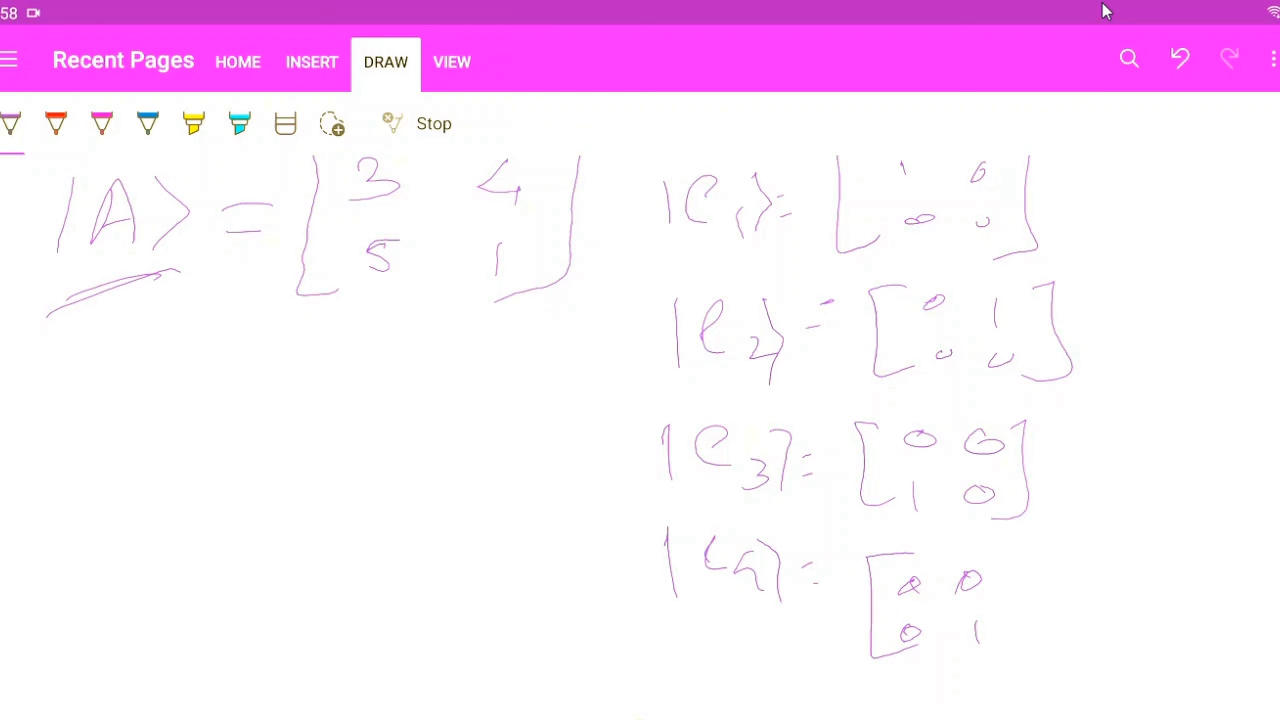 58
Recent Pages HOME INSERT DRAW VIEW
Stop
|A⟩ = [3 4
5 1]
|e₁⟩ = [1 0
0 0]
|e₂⟩ = [0 1
0 0]
|e₃⟩ = [0 0
1 0]
|e₄⟩ = [0 0
0 1